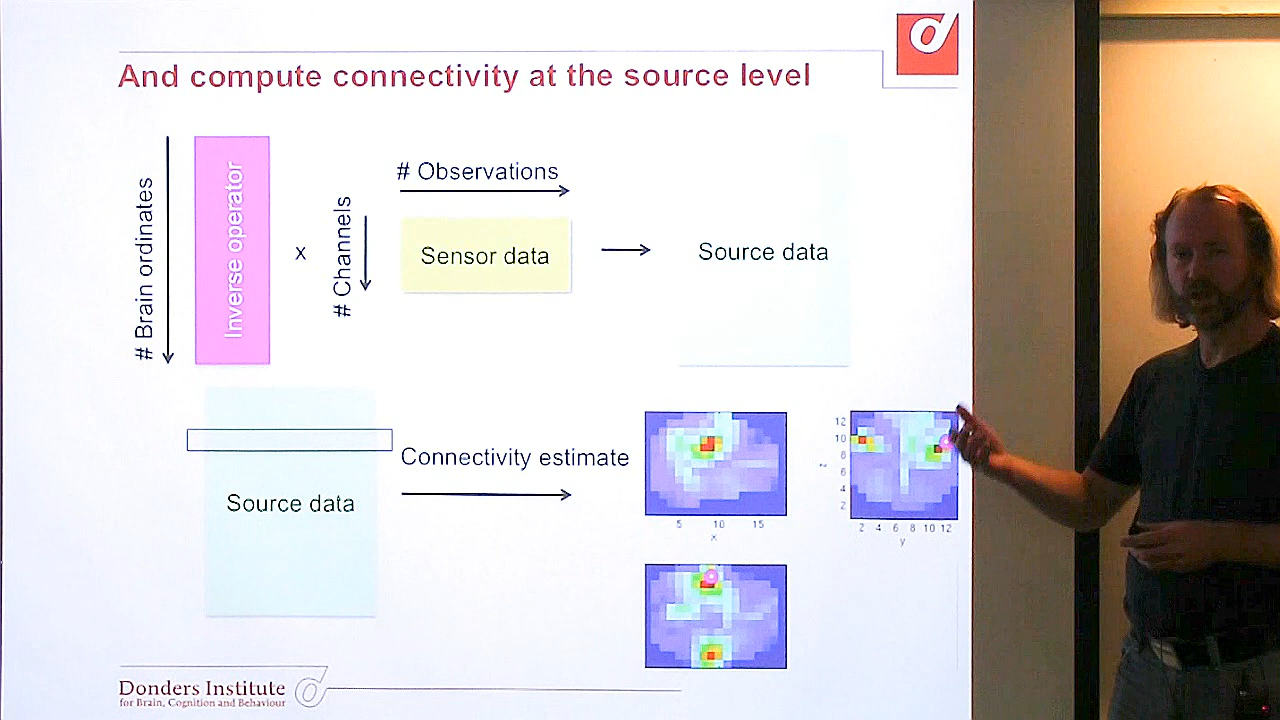 And compute connectivity at the source level
# Brain ordinates
Inverse operator
x
# Channels
# Observations
Sensor data
Source data
Source data
Connectivity estimate
5 10 15
x
12
10
8
6
4
2
z
2 4 6 8 10 12
y
Donders Institute
for Brain, Cognition and Behaviour